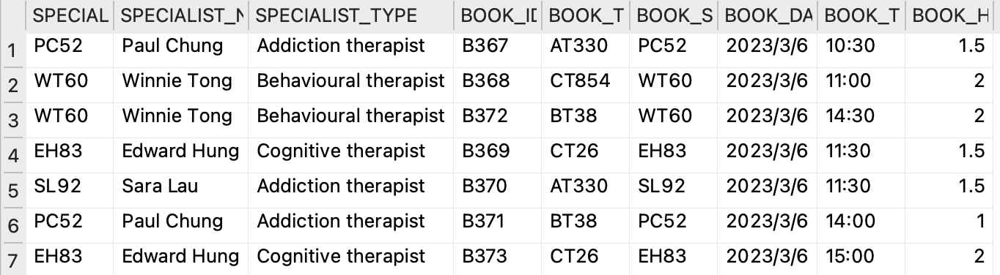 SPECIAL SPECIALIST_N SPECIALIST_TYPE BOOK_ID BOOK_T BOOK_S BOOK_DA BOOK_T BOOK_H
1 PC52 Paul Chung Addiction therapist B367 AT330 PC52 2023/3/6 10:30 1.5
2 WT60 Winnie Tong Behavioural therapist B368 CT854 WT60 2023/3/6 11:00 2
3 WT60 Winnie Tong Behavioural therapist B372 BT38 WT60 2023/3/6 14:30 2
4 EH83 Edward Hung Cognitive therapist B369 CT26 EH83 2023/3/6 11:30 1.5
5 SL92 Sara Lau Addiction therapist B370 AT330 SL92 2023/3/6 11:30 1.5
6 PC52 Paul Chung Addiction therapist B371 BT38 PC52 2023/3/6 14:00 1
7 EH83 Edward Hung Cognitive therapist B373 CT26 EH83 2023/3/6 15:00 2